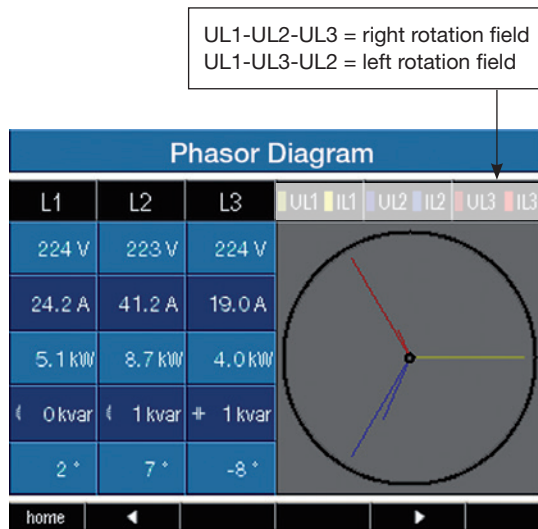 UL1-UL2-UL3 = right rotation field
UL1-UL3-UL2 = left rotation field
Phasor Diagram
L1 L2 L3 UL1 IL1 UL2 IL2 UL3 IL3
224 V 223 V 224 V
24.2 A 41.2 A 19.0 A
5.1 kW 8.7 kW 4.0 kW
0 kvar 1 kvar 1 kvar
2 ° 7 ° -8 °
home